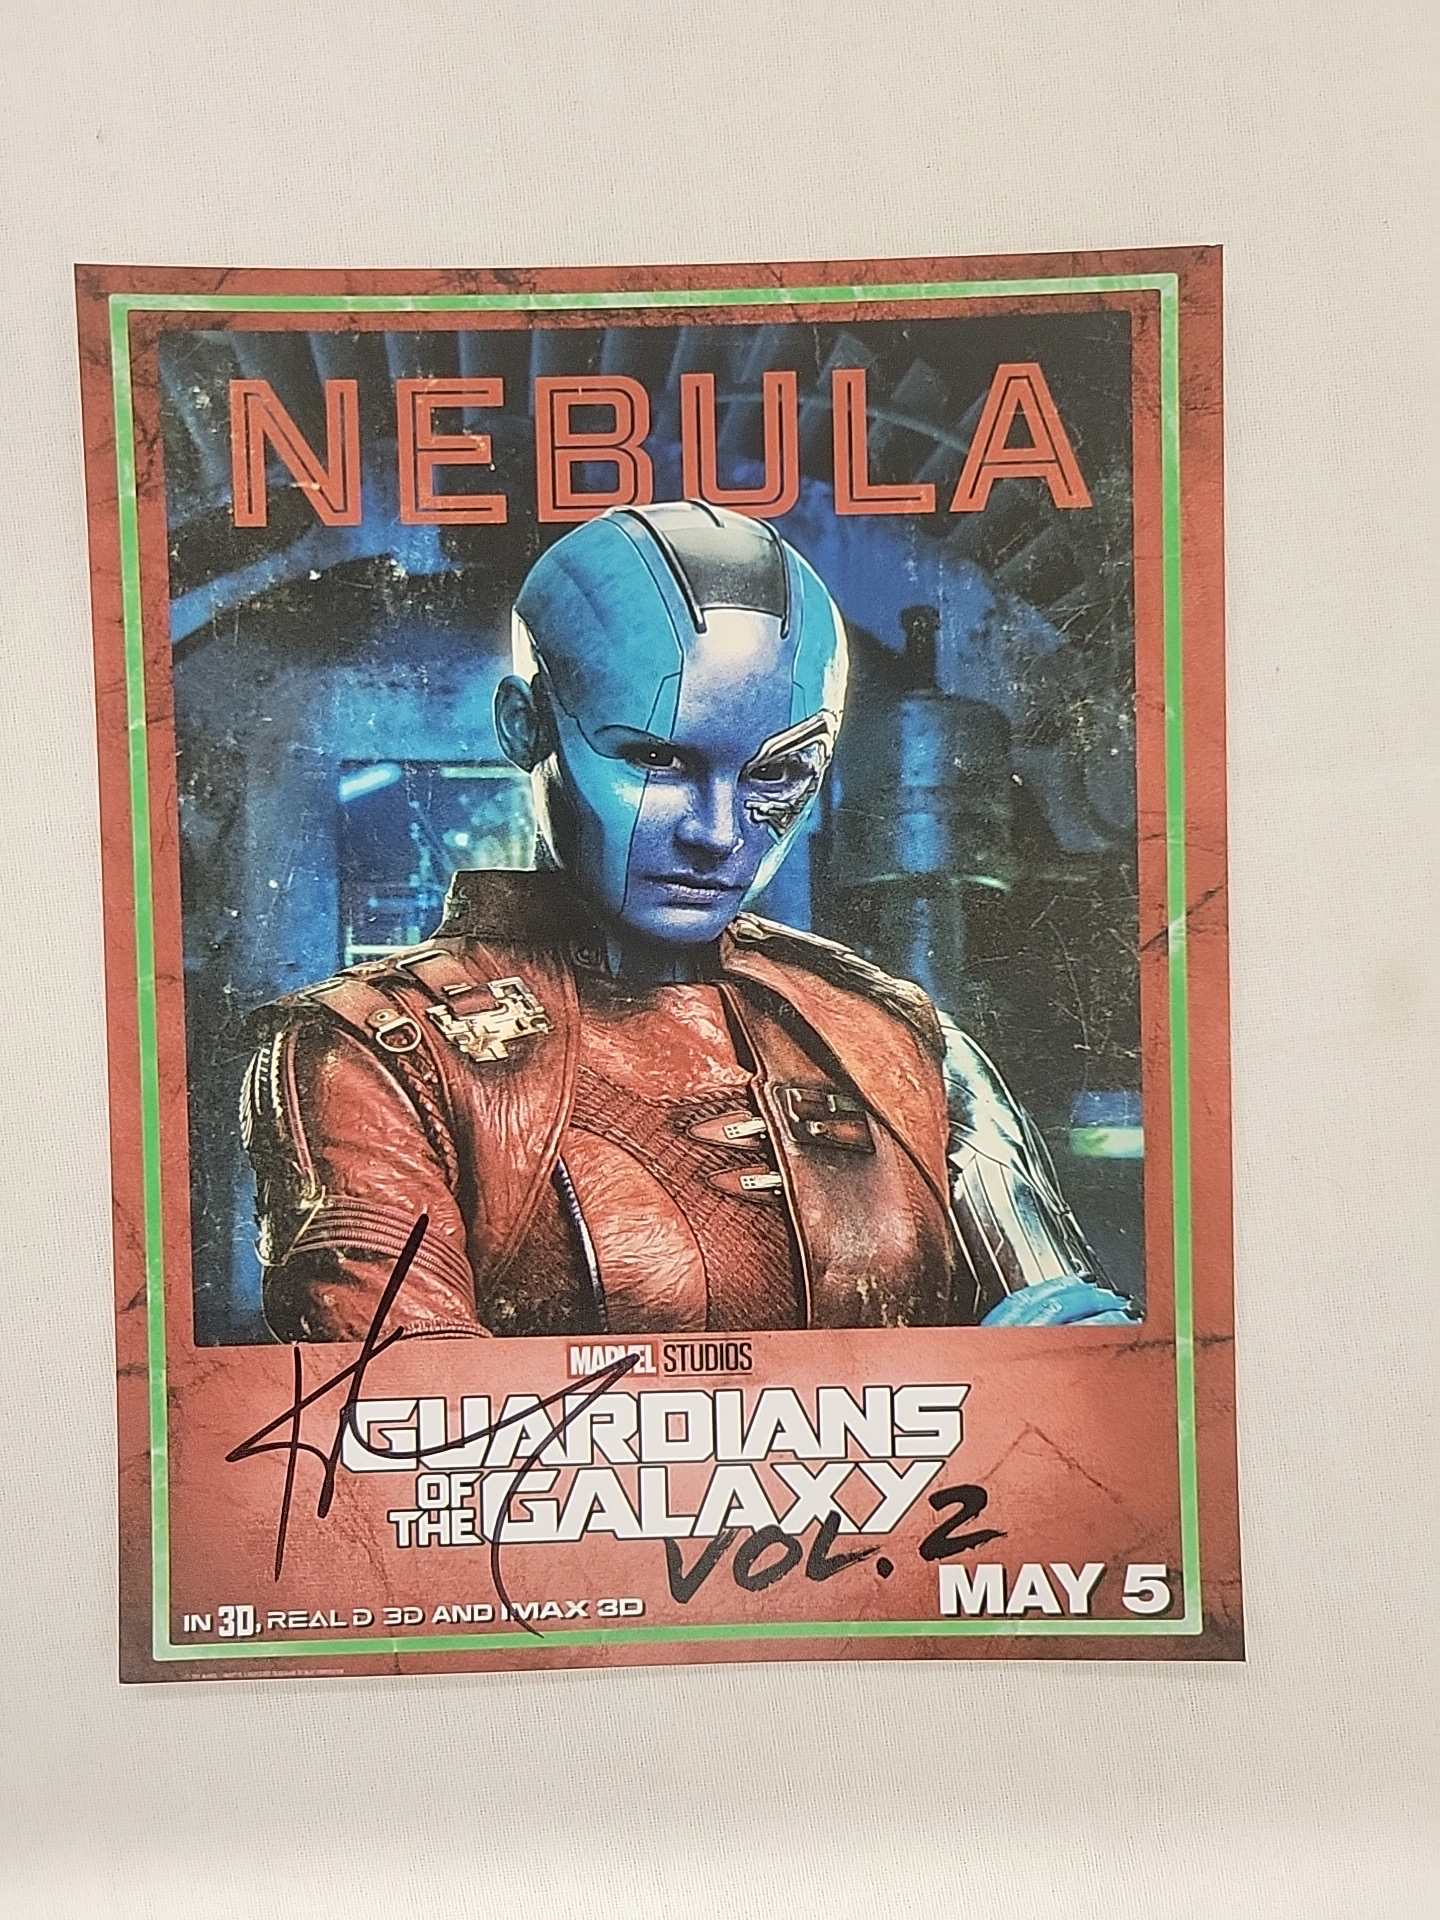 NEBULA
MARVEL STUDIOS
GUARDIANS
OF THE GALAXY
VOL. 2
MAY 5
IN 3D, REAL D 3D AND IMAX 3D